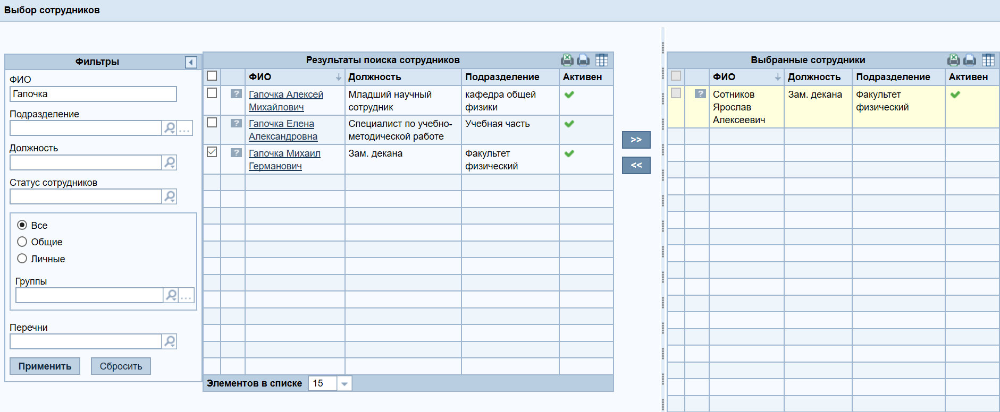 Выбор сотрудников
Фильтры
ФИО
Гапочка
Подразделение
...
Должность
Статус сотрудников
Все
Общие
Личные
Группы
...
Перечни
Применить
Сбросить
Результаты поиска сотрудников
ФИО
Должность
Подразделение
Активен
?
Гапочка Алексей
Михайлович
Младший научный
сотрудник
кафедра общей
физики
?
Гапочка Елена
Александровна
Специалист по учебно-
методической работе
Учебная часть
?
Гапочка Михаил
Германович
Зам. декана
Факультет
физический
Элементов в списке
15
>>
<<
Выбранные сотрудники
ФИО
Должность
Подразделение
Активен
?
Сотников
Ярослав
Алексеевич
Зам. декана
Факультет
физический